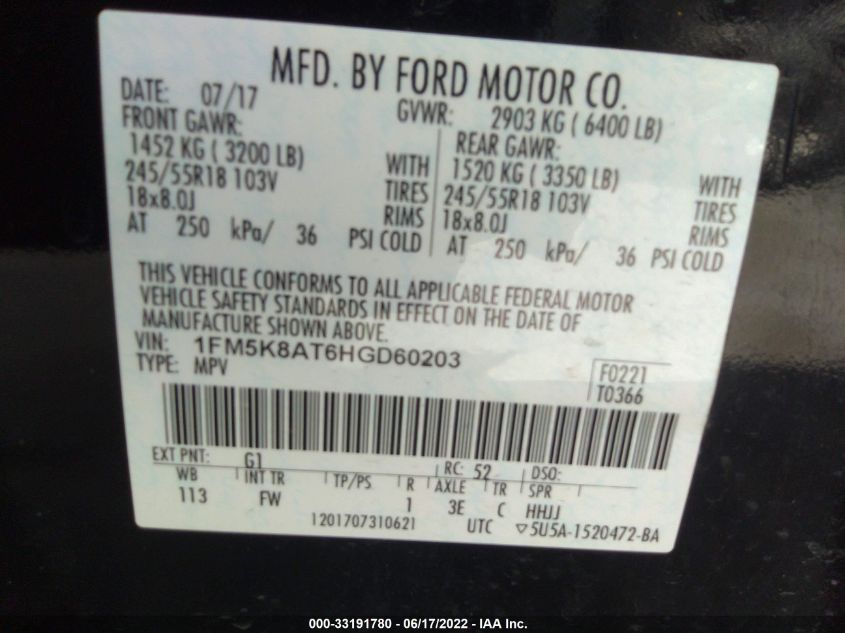 MFD. BY FORD MOTOR CO.
DATE: 07/17 GVWR: 2903 KG ( 6400 LB)
FRONT GAWR: REAR GAWR:
1452 KG ( 3200 LB) WITH 1520 KG ( 3350 LB) WITH
245/55R18 103V TIRES 245/55R18 103V TIRES
18x8.0J RIMS 18x8.0J RIMS
AT 250 kPa/ 36 PSI COLD AT 250 kPa/ 36 PSI COLD
THIS VEHICLE CONFORMS TO ALL APPLICABLE FEDERAL MOTOR
VEHICLE SAFETY STANDARDS IN EFFECT ON THE DATE OF
MANUFACTURE SHOWN ABOVE.
VIN: 1FM5K8AT6HGD60203
TYPE: MPV F0221
T0366
EXT PNT: G1 RC: 52 DSO:
WB INT TR TP/PS R AXLE TR SPR
113 FW 1 3E C HHJJ
1201707310621 UTC ▽5U5A-1520472-BA
000-33191780 - 06/17/2022 - IAA Inc.